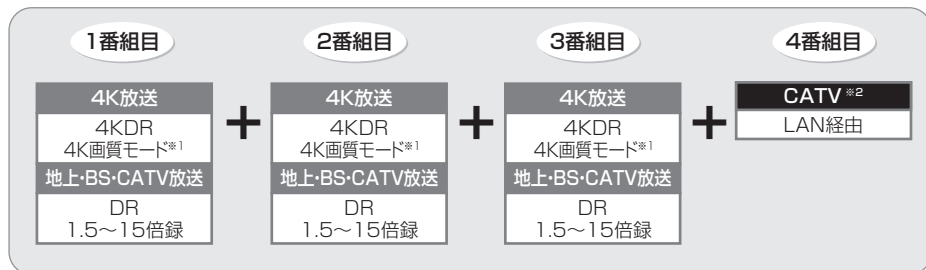 1番組目
4K放送
4KDR
4K画質モード※1
地上・BS・CATV放送
DR
1.5〜15倍録
+
2番組目
4K放送
4KDR
4K画質モード※1
地上・BS・CATV放送
DR
1.5〜15倍録
+
3番組目
4K放送
4KDR
4K画質モード※1
地上・BS・CATV放送
DR
1.5〜15倍録
+
4番組目
CATV※2
LAN経由